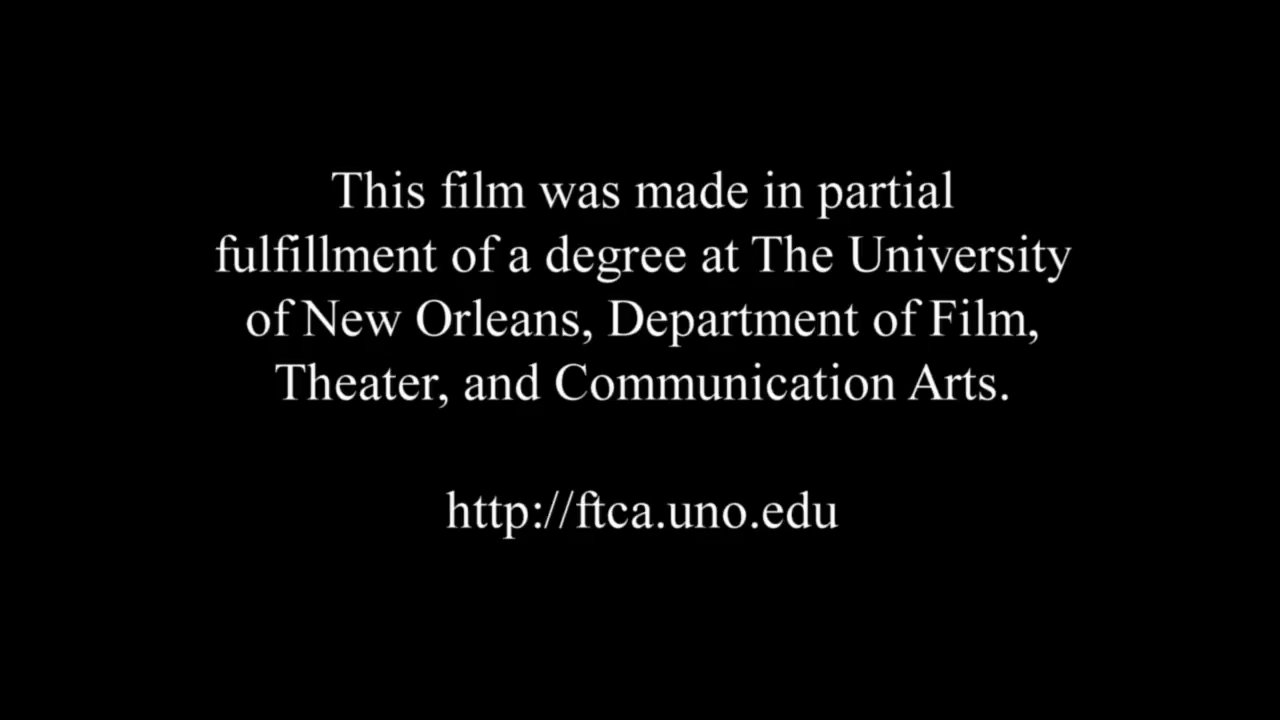 This film was made in partial
fulfillment of a degree at The University
of New Orleans, Department of Film,
Theater, and Communication Arts.
http://ftca.uno.edu